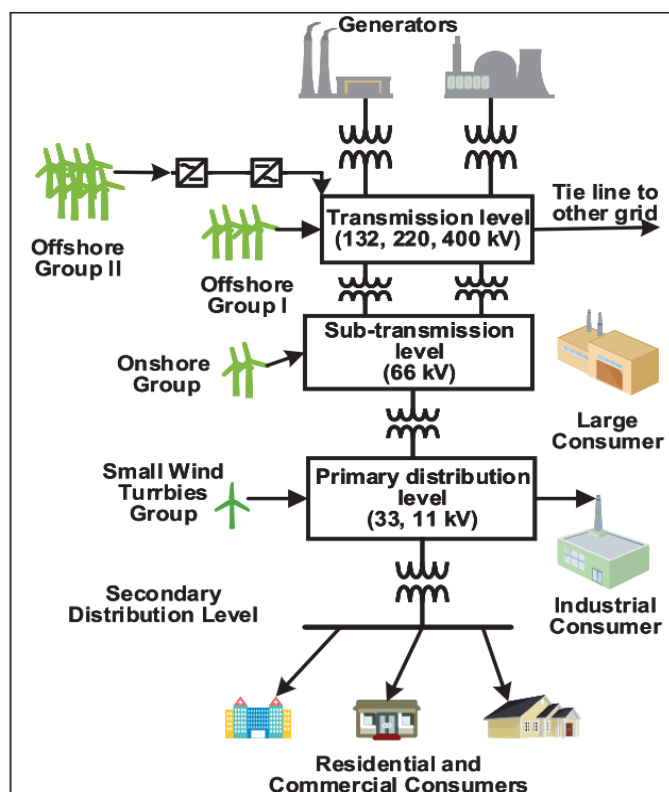 Generators
Offshore
Group II
Offshore
Group I
Transmission level
(132, 220, 400 kV)
Tie line to
other grid
Onshore
Group
Sub-transmission
level
(66 kV)
Large
Consumer
Small Wind
Turrbies
Group
Primary distribution
level
(33, 11 kV)
Industrial
Consumer
Secondary
Distribution Level
Residential and
Commercial Consumers